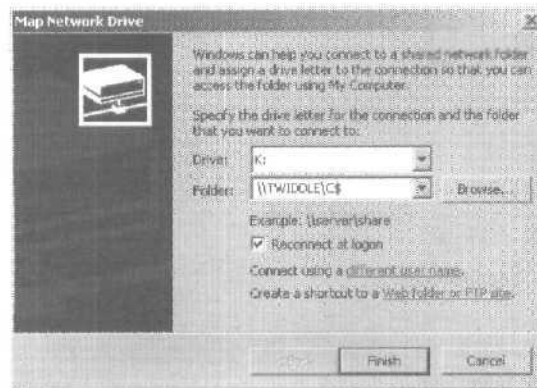 Map Network Drive
Windows can help you connect to a shared network folder
and assign a drive letter to the connection so that you can
access the folder using My Computer.
Specify the drive letter for the connection and the folder
that you want to connect to:
Drive: K:
Folder: \\TWIDDLE\C$ Browse...
Example: \\server\share
Reconnect at logon
Connect using a different user name.
Create a shortcut to a Web folder or FTP site.
Finish Cancel